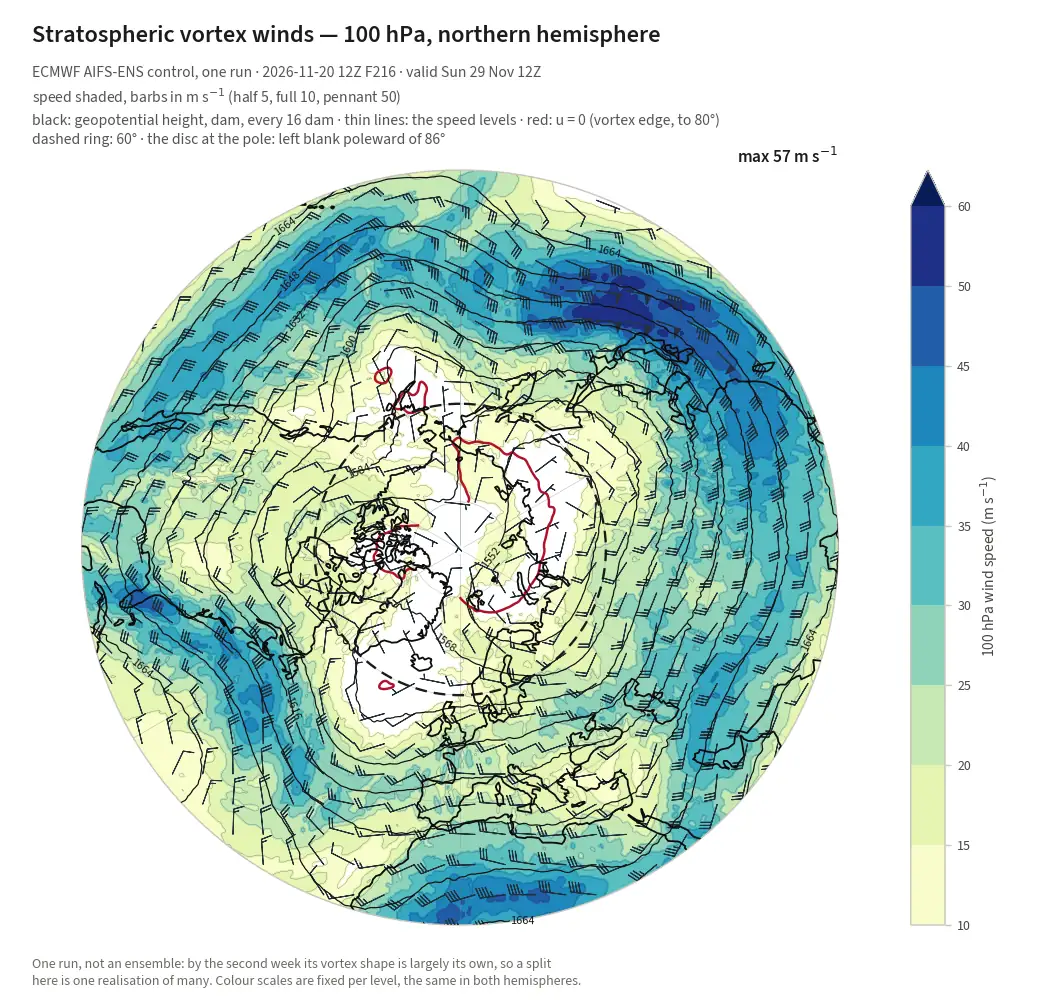 Stratospheric vortex winds — 100 hPa, northern hemisphere
ECMWF AIFS-ENS control, one run · 2026-11-20 12Z F216 · valid Sun 29 Nov 12Z
speed shaded, barbs in m s⁻¹ (half 5, full 10, pennant 50)
black: geopotential height, dam, every 16 dam · thin lines: the speed levels · red: u = 0 (vortex edge, to 80°)
dashed ring: 60° · the disc at the pole: left blank poleward of 86°
max 57 m s⁻¹
60
50
45
40
35
30
25
20
15
10
100 hPa wind speed (m s⁻¹)
1664
1664
1648
1632
1600
1584
1552
1568
1664
1664
1664
One run, not an ensemble: by the second week its vortex shape is largely its own, so a split
here is one realisation of many. Colour scales are fixed per level, the same in both hemispheres.